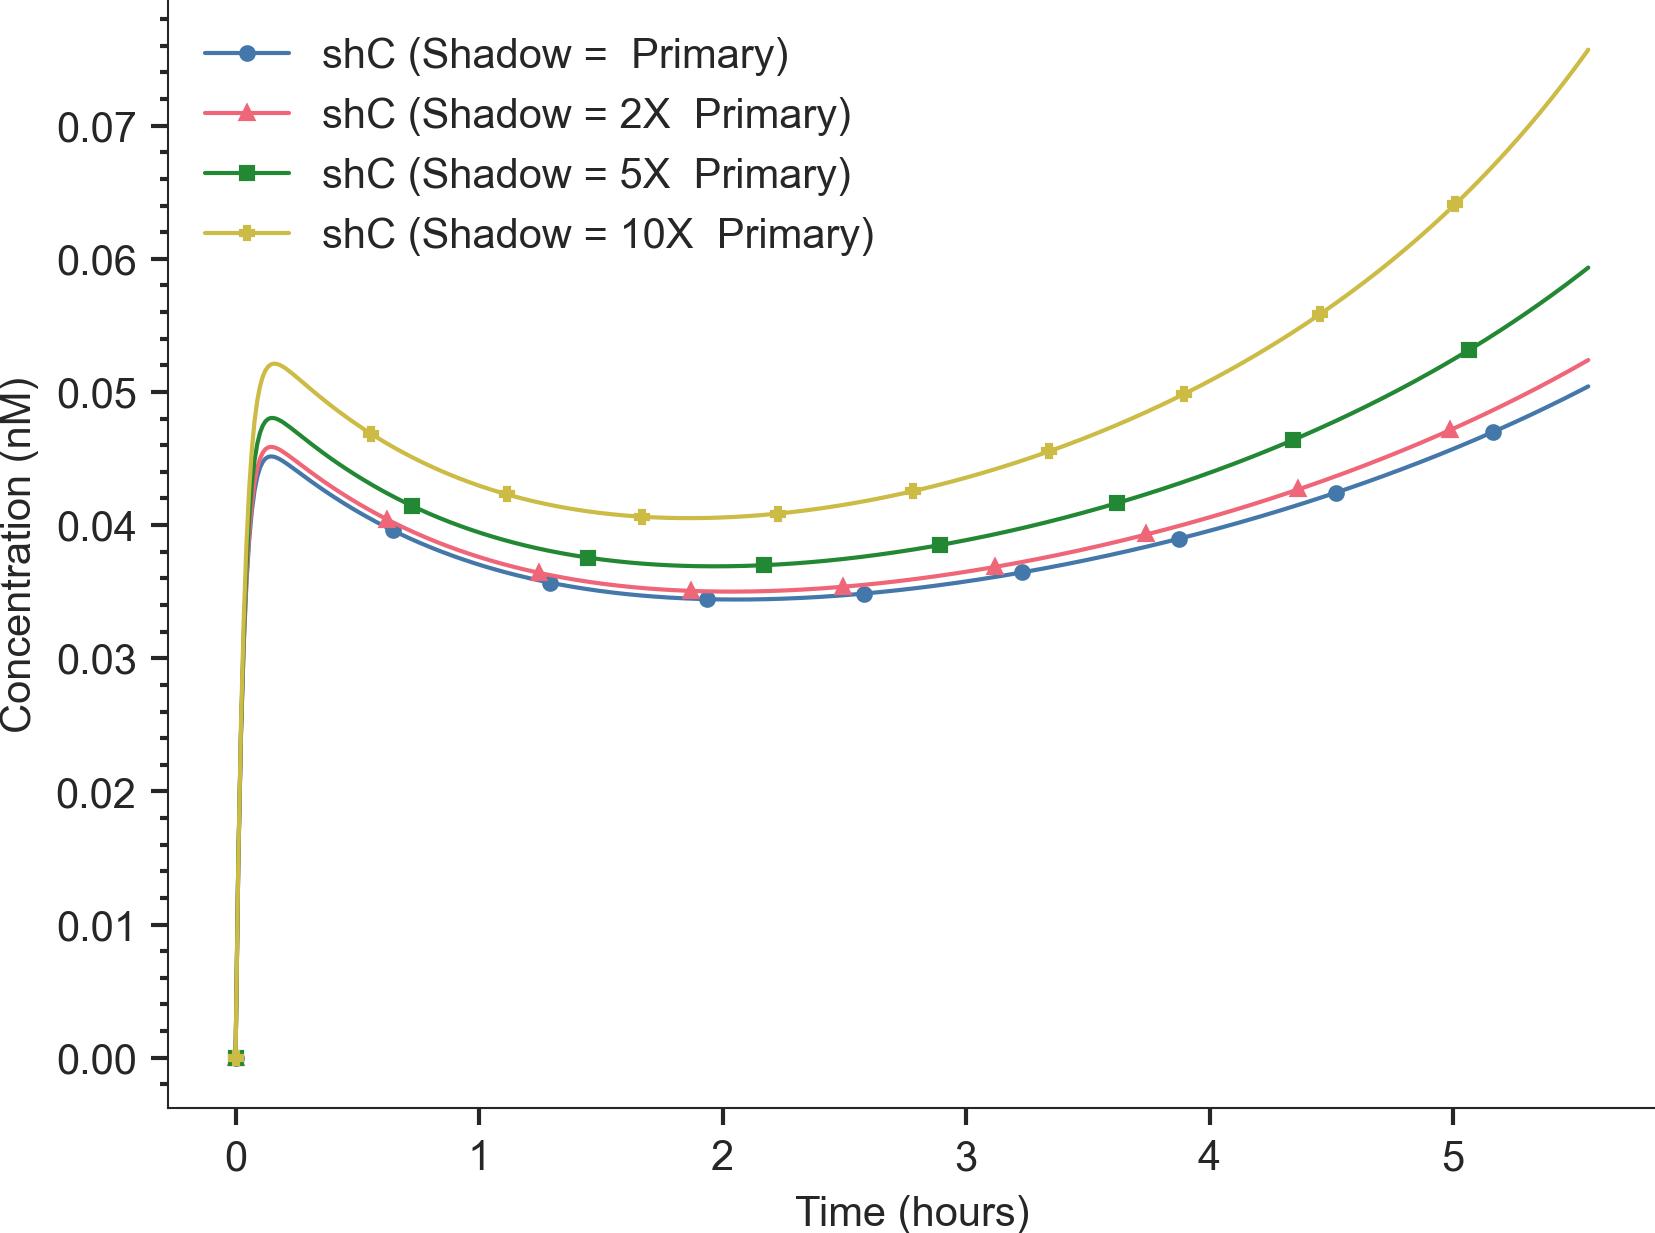 shC (Shadow =  Primary)
shC (Shadow = 2X  Primary)
shC (Shadow = 5X  Primary)
shC (Shadow = 10X  Primary)
Concentration (nM)
0.07
0.06
0.05
0.04
0.03
0.02
0.01
0.00
0 1 2 3 4 5
Time (hours)